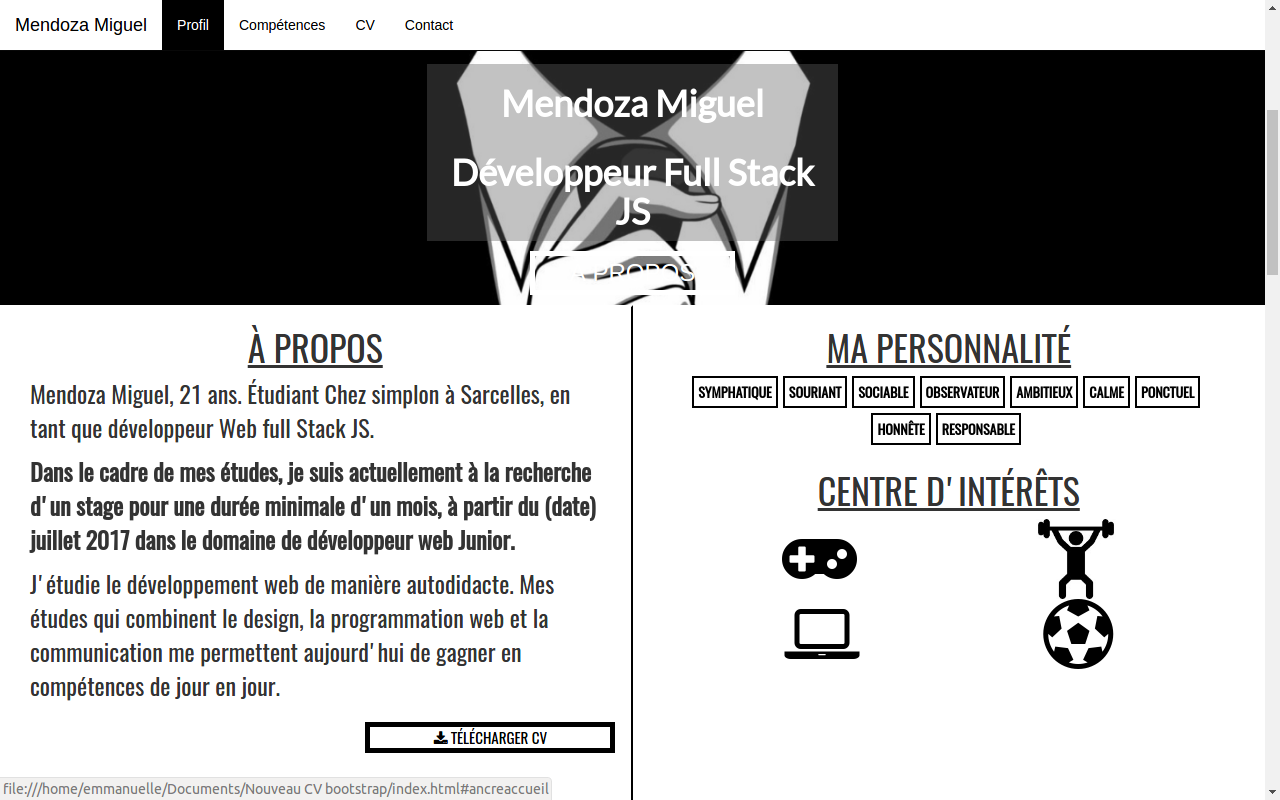 Mendoza Miguel Profil Compétences CV Contact
Mendoza Miguel
Développeur Full Stack
JS
À PROPOS
À PROPOS
Mendoza Miguel, 21 ans. Étudiant Chez simplon à Sarcelles, en
tant que développeur Web full Stack JS.
Dans le cadre de mes études, je suis actuellement à la recherche
d'un stage pour une durée minimale d'un mois, à partir du (date)
juillet 2017 dans le domaine de développeur web Junior.
J'étudie le développement web de manière autodidacte. Mes
études qui combinent le design, la programmation web et la
communication me permettent aujourd'hui de gagner en
compétences de jour en jour.
TÉLÉCHARGER CV
MA PERSONNALITÉ
SYMPHATIQUE SOURIANT SOCIABLE OBSERVATEUR AMBITIEUX CALME PONCTUEL
HONNÊTE RESPONSABLE
CENTRE D'INTÉRÊTS
file:///home/emmanuelle/Documents/Nouveau CV bootstrap/index.html#ancreaccueil